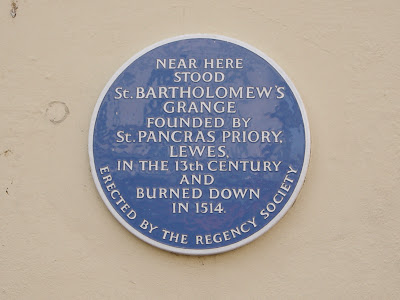 NEAR HERE
STOOD
St. BARTHOLOMEW'S
GRANGE
FOUNDED BY
St. PANCRAS PRIORY,
LEWES,
IN THE 13th CENTURY
AND
BURNED DOWN
IN 1514.
ERECTED BY THE REGENCY SOCIETY